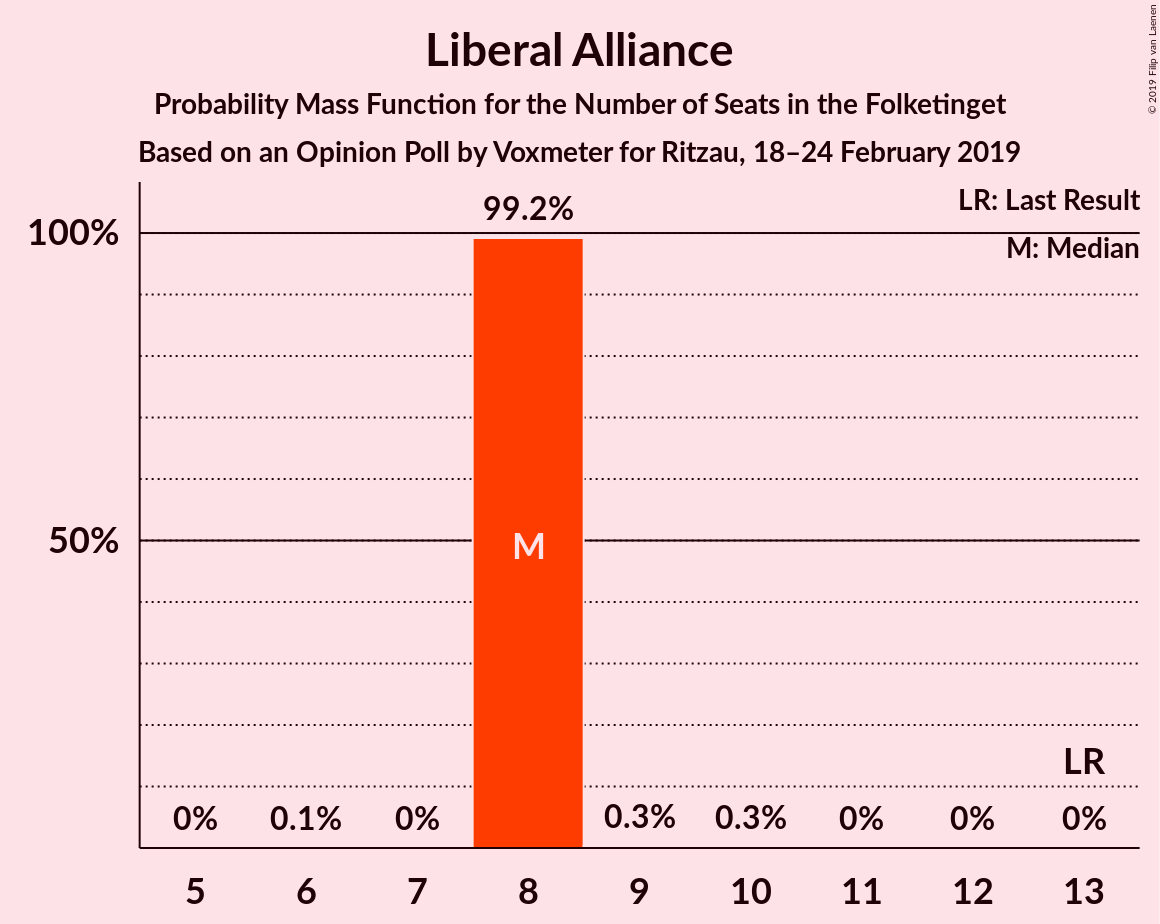 Liberal Alliance
Probability Mass Function for the Number of Seats in the Folketinget
Based on an Opinion Poll by Voxmeter for Ritzau, 18–24 February 2019
© 2019 Filip van Laenen
LR: Last Result
M: Median
99.2%
100%
50%
M
LR
0% 0.1% 0% 0.3% 0.3% 0% 0% 0%
5 6 7 8 9 10 11 12 13